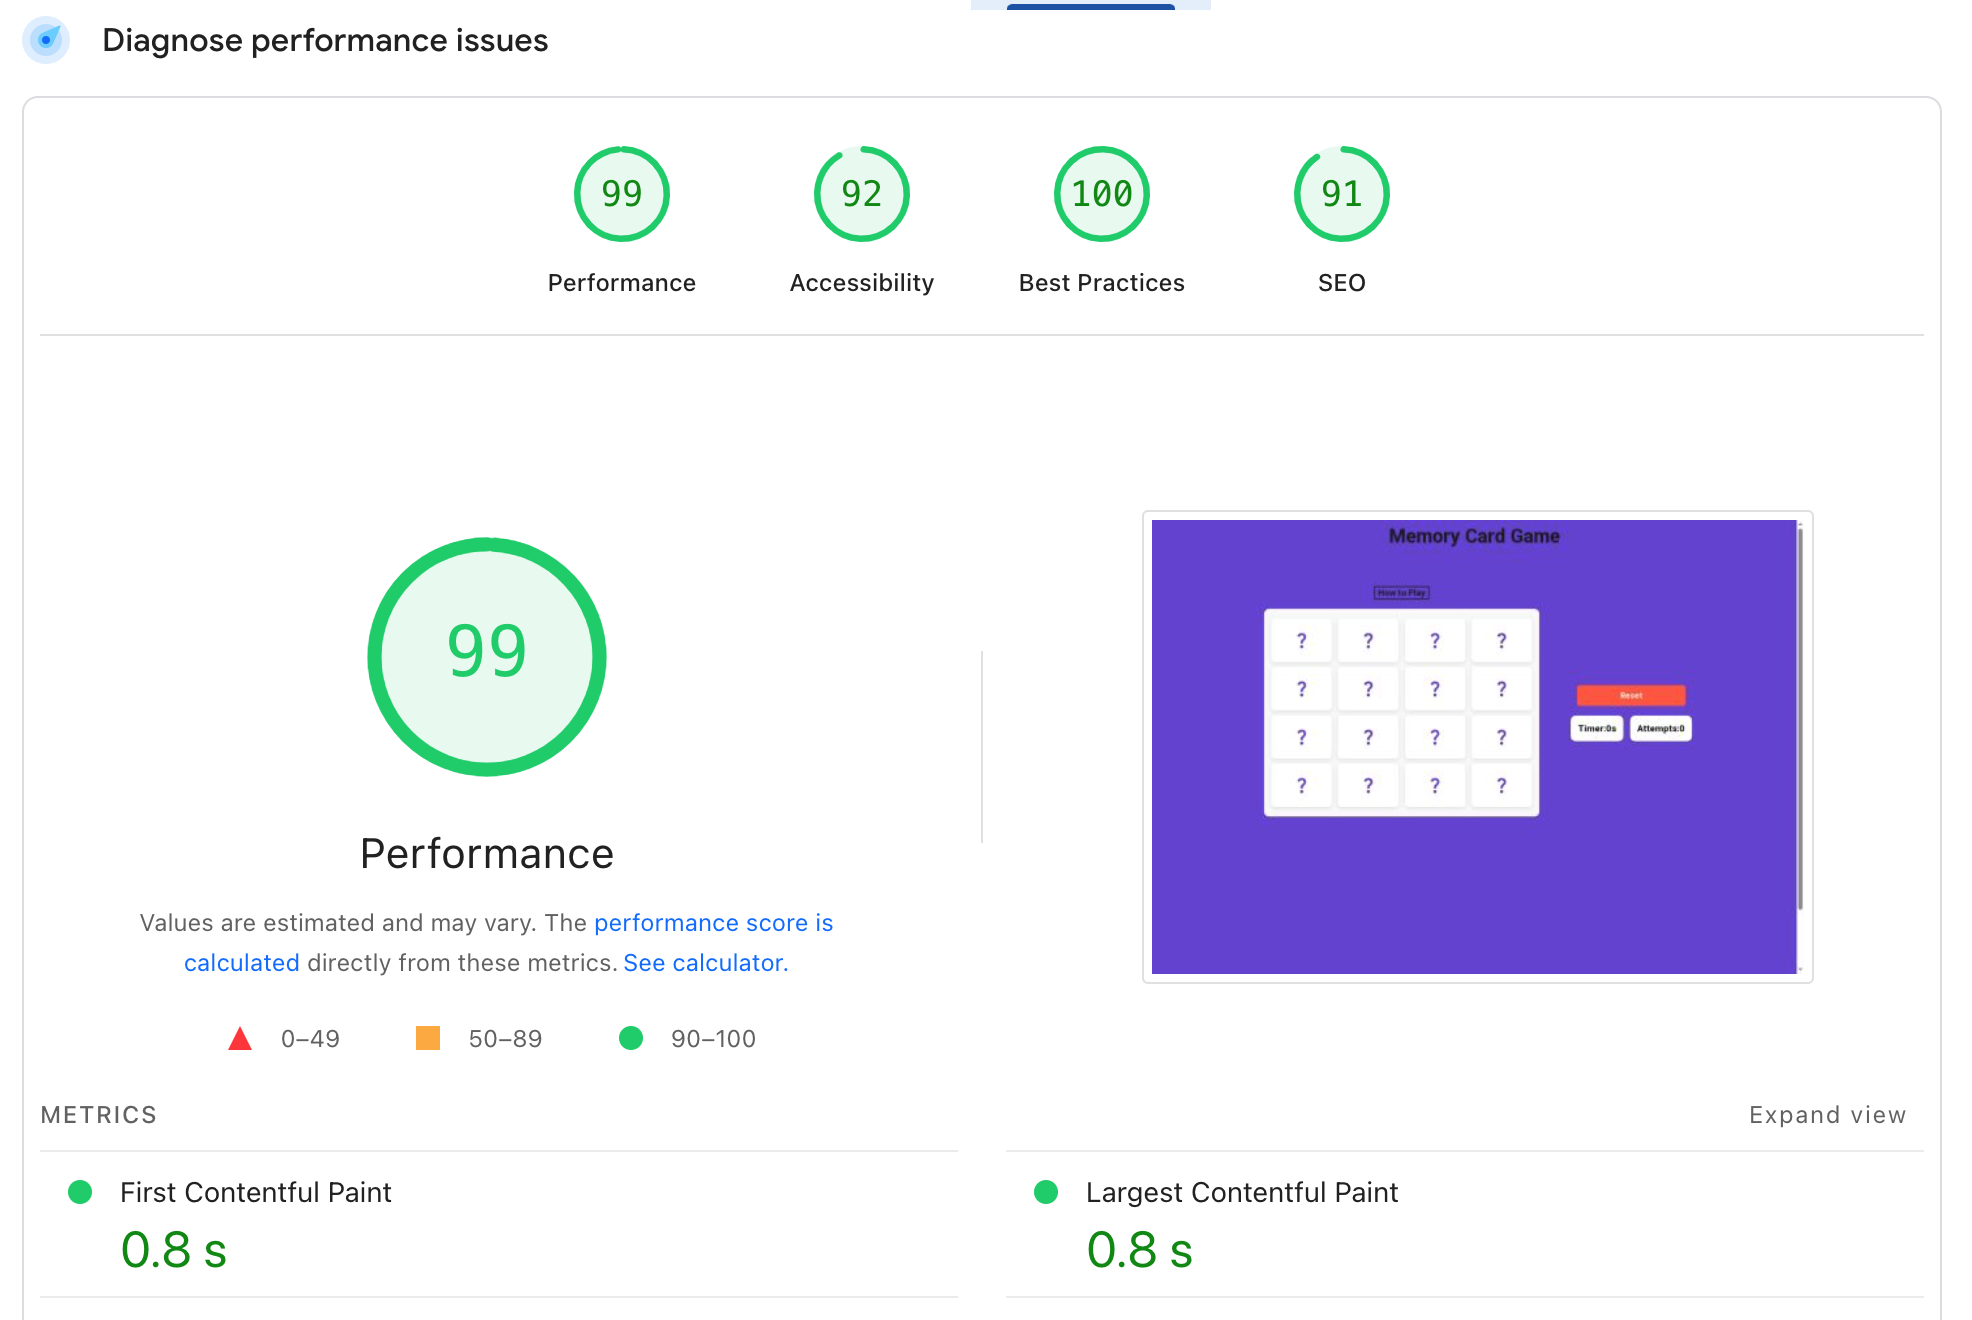 Diagnose performance issues
99
92
100
91
Performance
Accessibility
Best Practices
SEO
99
Performance
Values are estimated and may vary. The performance score is
calculated directly from these metrics. See calculator.
0–49
50–89
90–100
Memory Card Game
How to Play
? ? ? ?
? ? ? ?
? ? ? ?
? ? ? ?
Reset
Timer:0s
Attempts:0
METRICS
Expand view
First Contentful Paint
0.8 s
Largest Contentful Paint
0.8 s